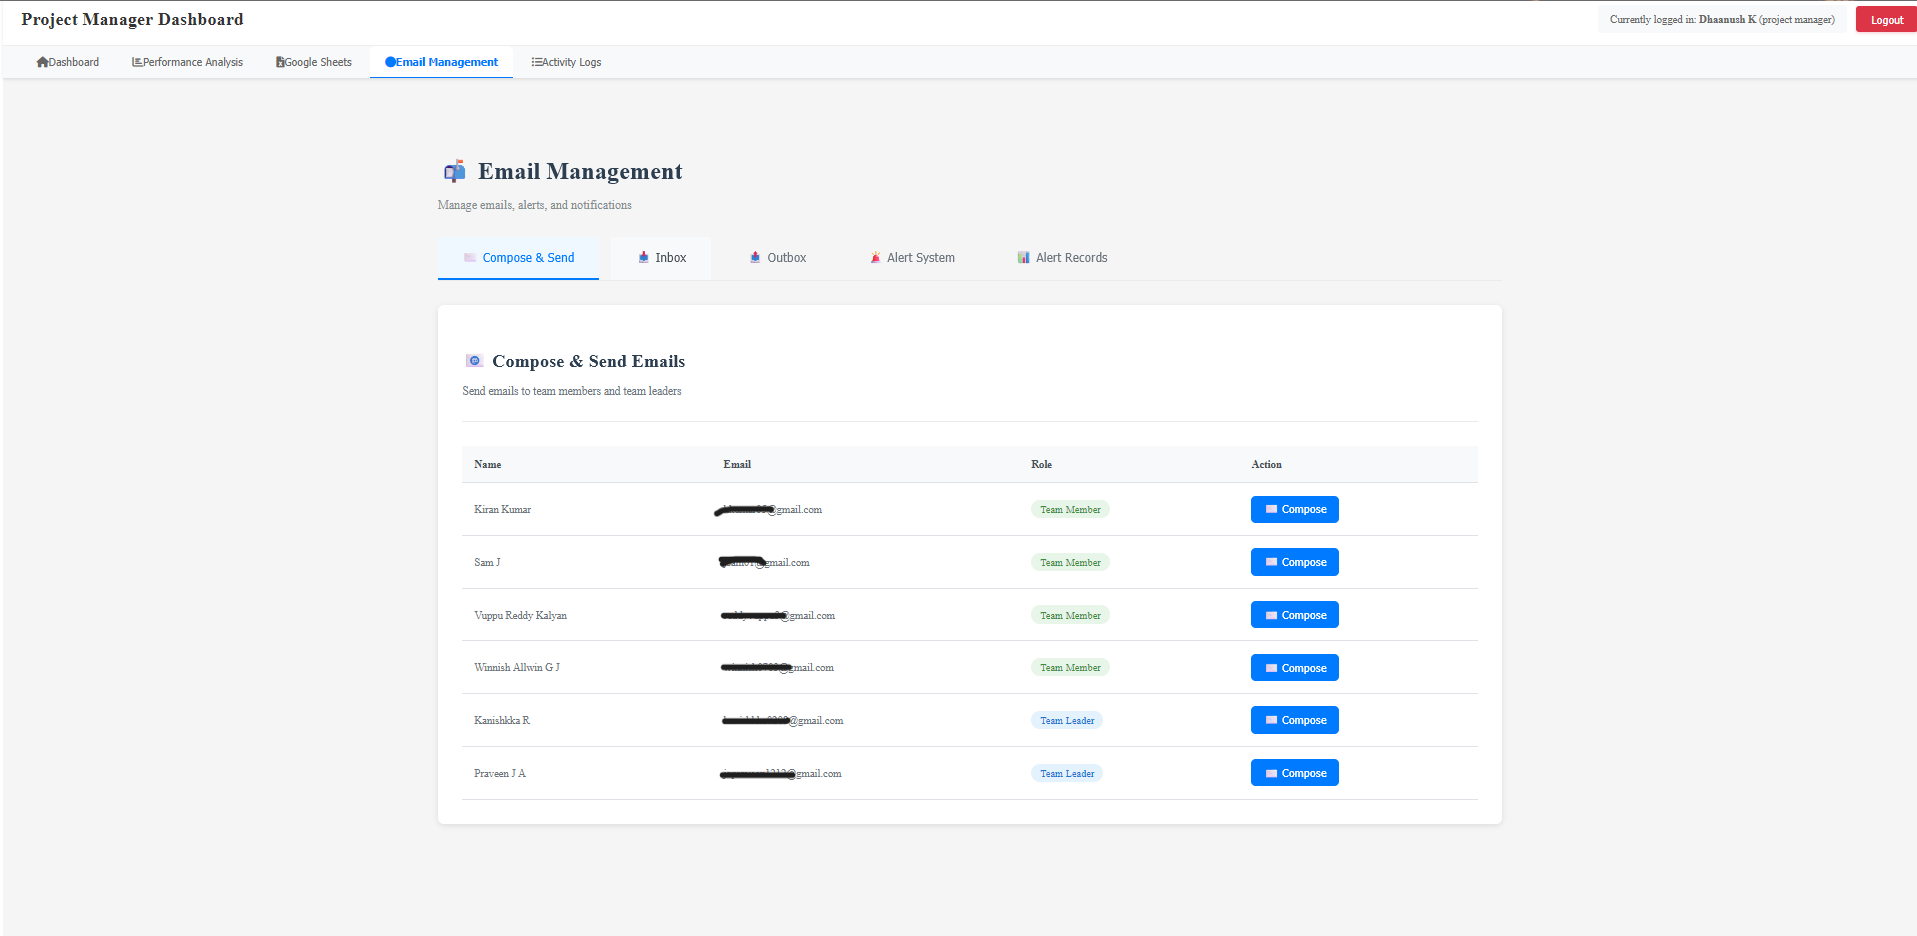 Project Manager Dashboard
Currently logged in: Dhaanush K (project manager)
Logout
Dashboard
Performance Analysis
Google Sheets
Email Management
Activity Logs
Email Management
Manage emails, alerts, and notifications
Compose & Send
Inbox
Outbox
Alert System
Alert Records
Compose & Send Emails
Send emails to team members and team leaders
Name Email Role Action
Kiran Kumar @gmail.com Team Member Compose
Sam J @gmail.com Team Member Compose
Vuppu Reddy Kalyan @gmail.com Team Member Compose
Winnish Allwin G J @gmail.com Team Member Compose
Kanishkka R @gmail.com Team Leader Compose
Praveen J A @gmail.com Team Leader Compose